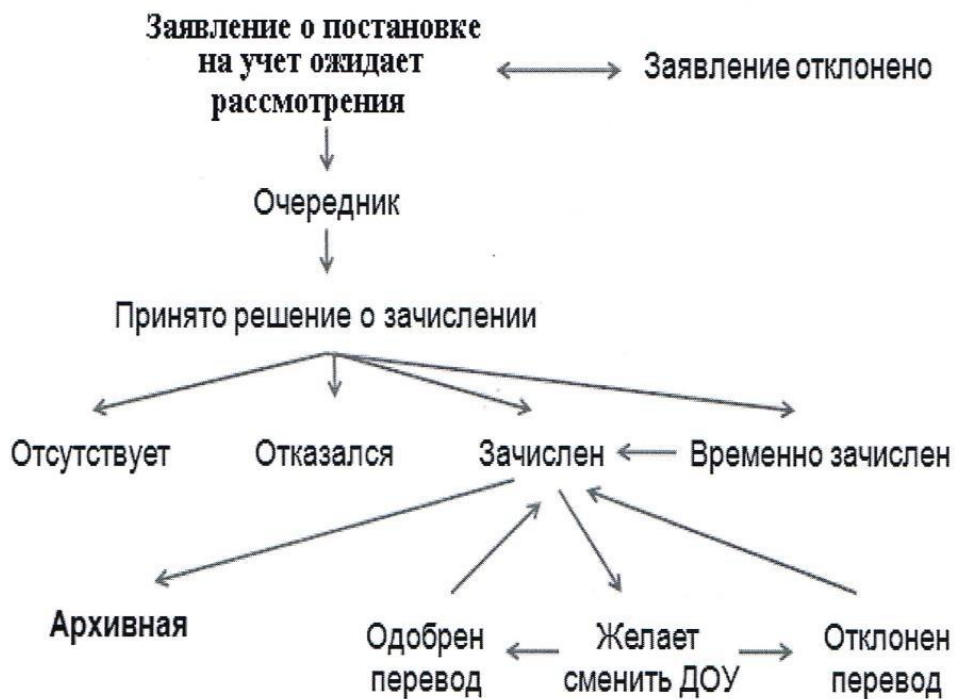 Заявление о постановке
на учет ожидает
рассмотрения
Заявление отклонено
Очередник
Принято решение о зачислении
Отсутствует
Отказался
Зачислен
Временно зачислен
Архивная
Одобрен
перевод
Желает
сменить ДОУ
Отклонен
перевод